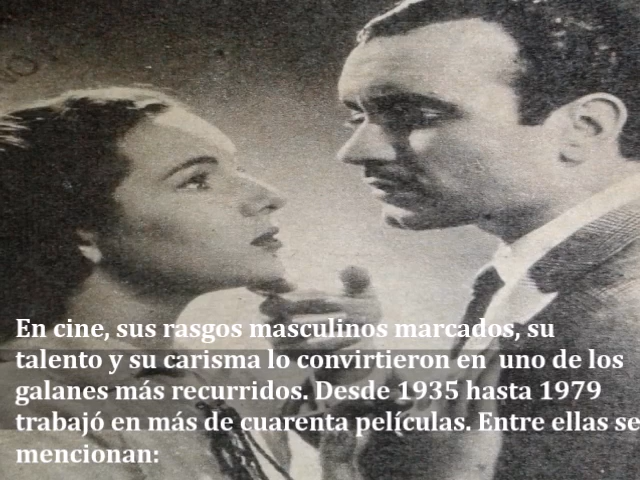 NO
En cine, sus rasgos masculinos marcados, su
talento y su carisma lo convirtieron en uno de los
galanes más recurridos. Desde 1935 hasta 1979
trabajó en más de cuarenta películas. Entre ellas se
mencionan: